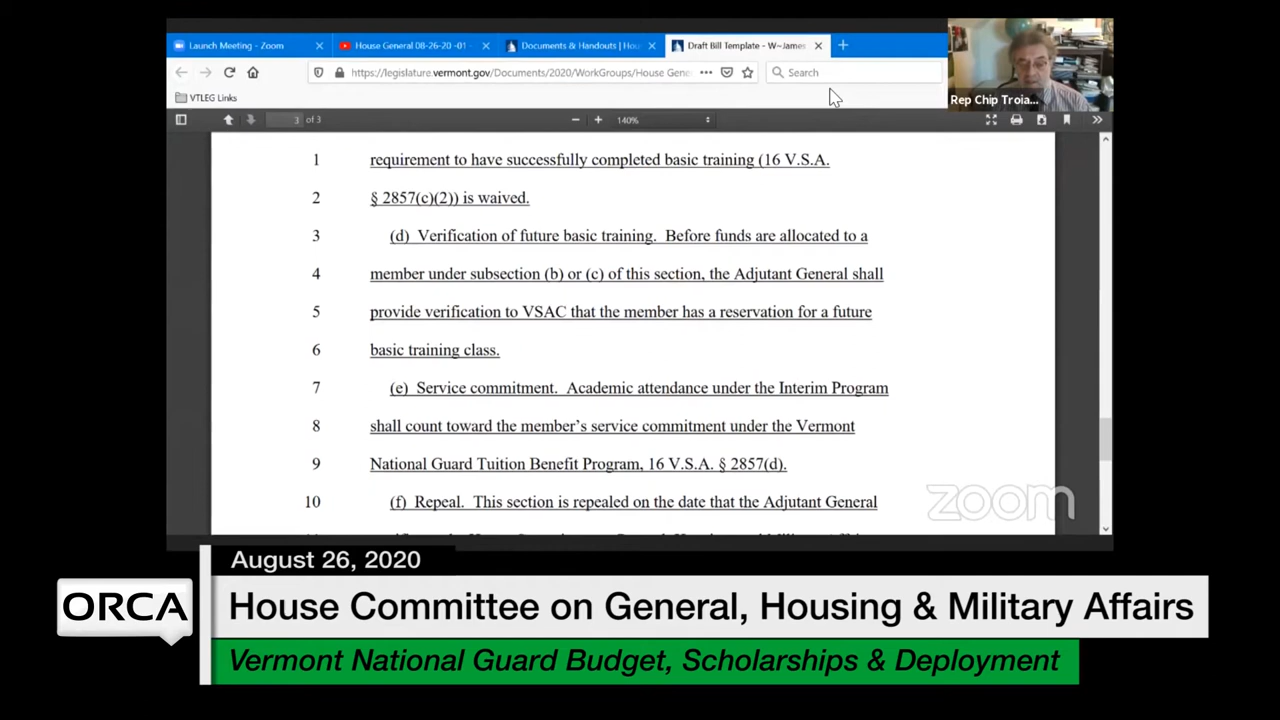 Launch Meeting - Zoom
House General 08-26-20 -01 -
Documents & Handouts | Hou
Draft Bill Template - W~James
https://legislature.vermont.gov/Documents/2020/WorkGroups/House Gene
Search
VTLEG Links
Rep Chip Troia...
3 of 3
140%
1 requirement to have successfully completed basic training (16 V.S.A.
2 § 2857(c)(2)) is waived.
3 (d) Verification of future basic training. Before funds are allocated to a
4 member under subsection (b) or (c) of this section, the Adjutant General shall
5 provide verification to VSAC that the member has a reservation for a future
6 basic training class.
7 (e) Service commitment. Academic attendance under the Interim Program
8 shall count toward the member's service commitment under the Vermont
9 National Guard Tuition Benefit Program, 16 V.S.A. § 2857(d).
10 (f) Repeal. This section is repealed on the date that the Adjutant General
zoom
August 26, 2020
ORCA
House Committee on General, Housing & Military Affairs
Vermont National Guard Budget, Scholarships & Deployment